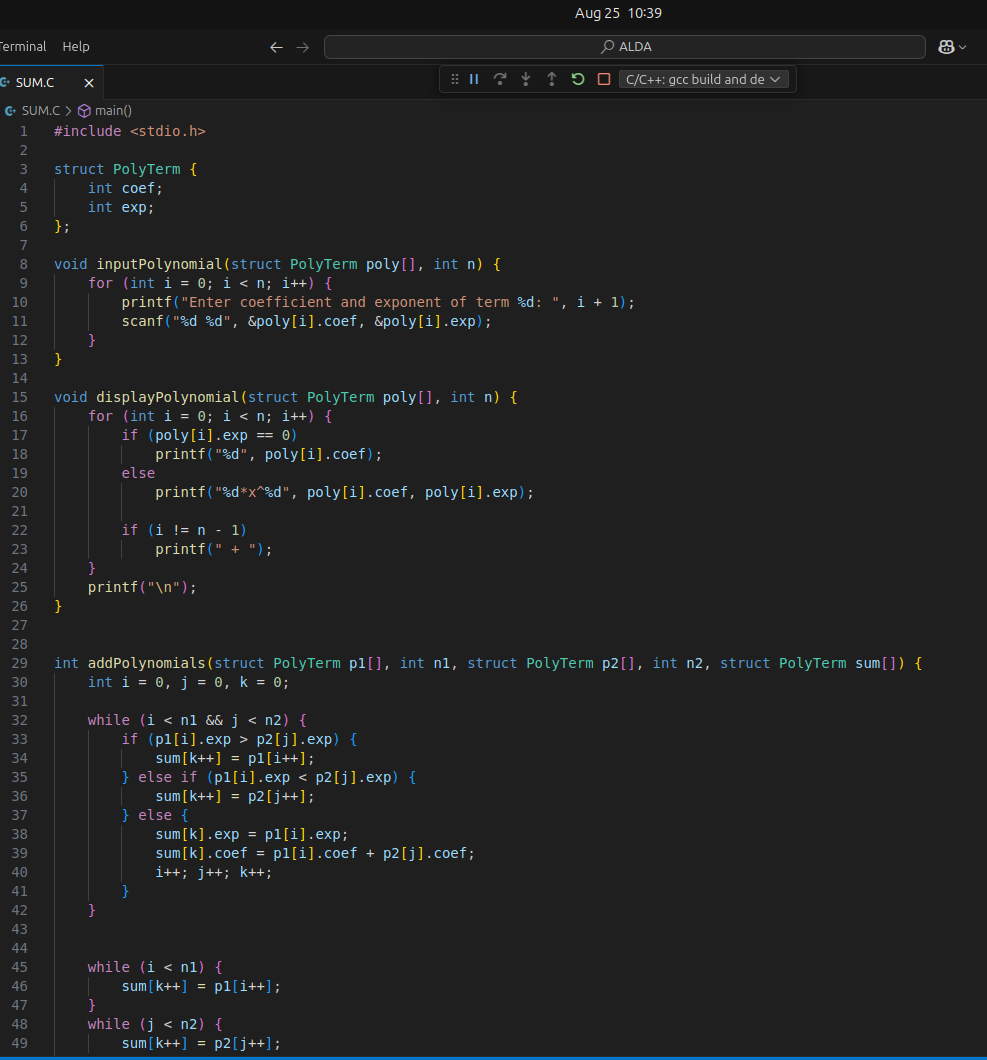 Aug 25 10:39
Terminal Help
ALDA
SUM.C
C/C++: gcc build and de
SUM.C > main()
1 #include <stdio.h>
2
3 struct PolyTerm {
4     int coef;
5     int exp;
6 };
7
8 void inputPolynomial(struct PolyTerm poly[], int n) {
9     for (int i = 0; i < n; i++) {
10         printf("Enter coefficient and exponent of term %d: ", i + 1);
11         scanf("%d %d", &poly[i].coef, &poly[i].exp);
12     }
13 }
14
15 void displayPolynomial(struct PolyTerm poly[], int n) {
16     for (int i = 0; i < n; i++) {
17         if (poly[i].exp == 0)
18             printf("%d", poly[i].coef);
19         else
20             printf("%d*x^%d", poly[i].coef, poly[i].exp);
21
22         if (i != n - 1)
23             printf(" + ");
24     }
25     printf("\n");
26 }
27
28
29 int addPolynomials(struct PolyTerm p1[], int n1, struct PolyTerm p2[], int n2, struct PolyTerm sum[]) {
30     int i = 0, j = 0, k = 0;
31
32     while (i < n1 && j < n2) {
33         if (p1[i].exp > p2[j].exp) {
34             sum[k++] = p1[i++];
35         } else if (p1[i].exp < p2[j].exp) {
36             sum[k++] = p2[j++];
37         } else {
38             sum[k].exp = p1[i].exp;
39             sum[k].coef = p1[i].coef + p2[j].coef;
40             i++; j++; k++;
41         }
42     }
43
44
45     while (i < n1) {
46         sum[k++] = p1[i++];
47     }
48     while (j < n2) {
49         sum[k++] = p2[j++];